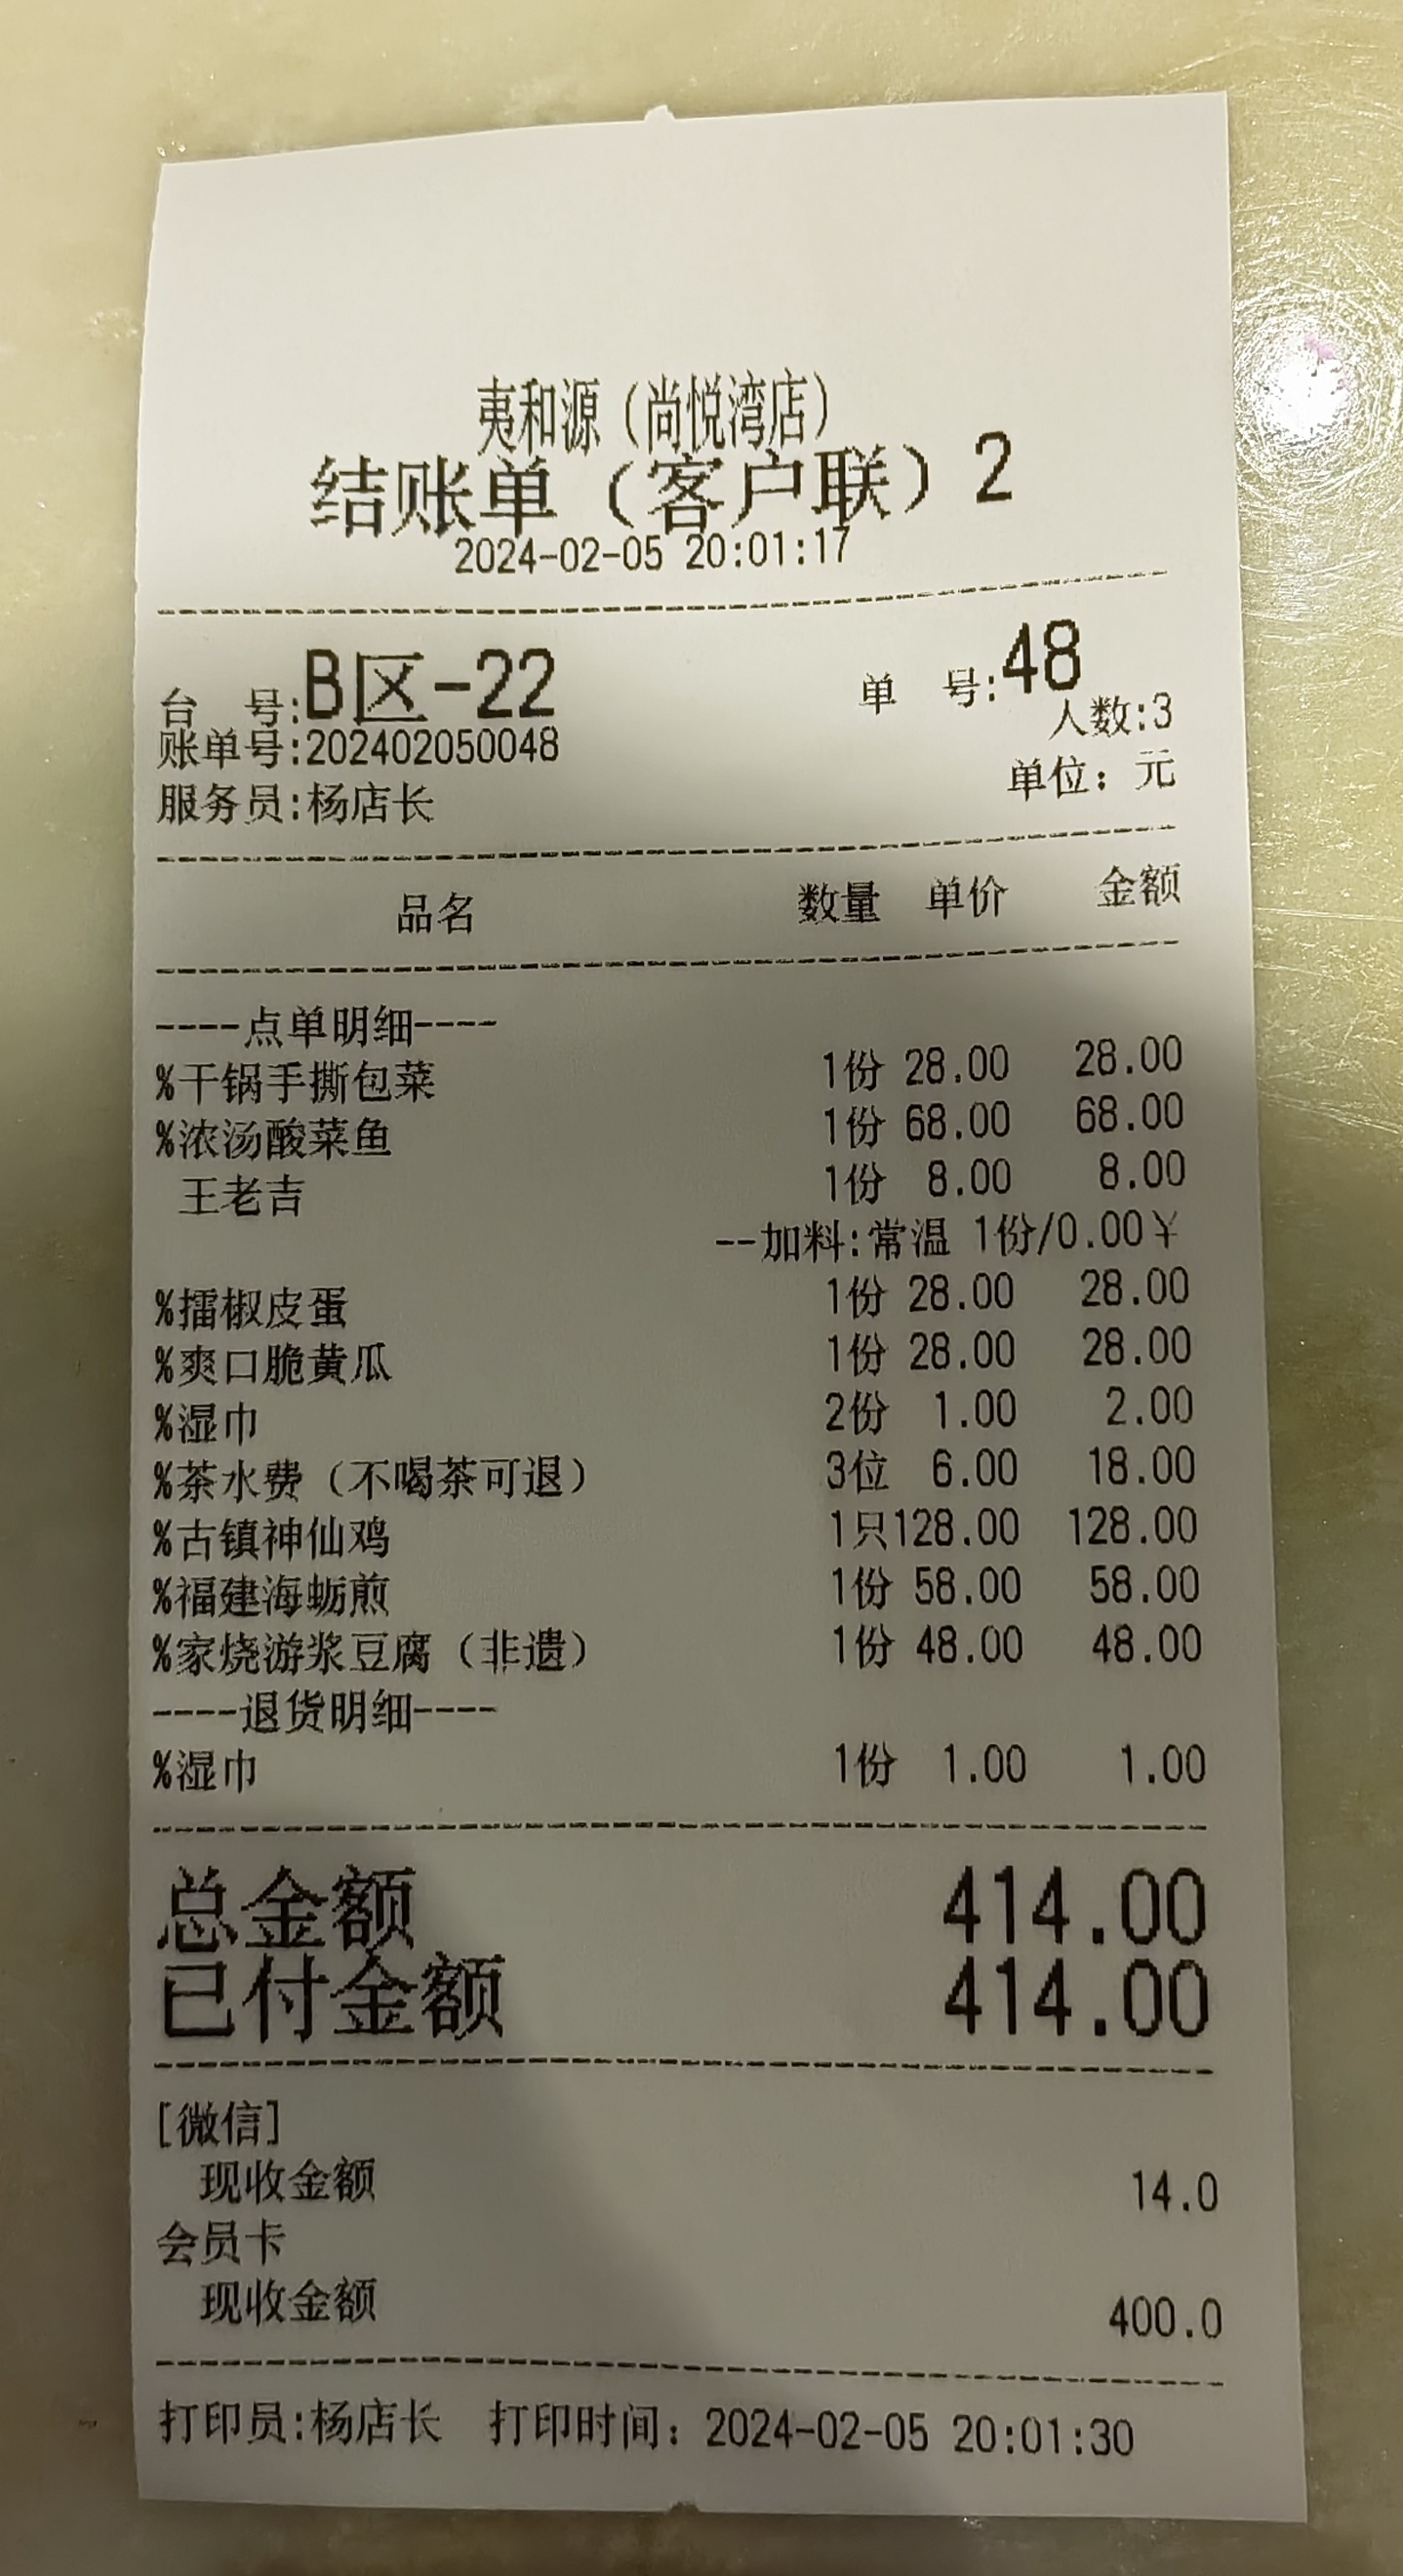 夷和源（尚悦湾店）
结账单（客户联）2
2024-02-05 20:01:17
台 号:B区-22 单 号:48
账单号:202402050048 人数:3
服务员:杨店长 单位：元
品名 数量 单价 金额
----点单明细----
%干锅手撕包菜 1份 28.00 28.00
%浓汤酸菜鱼 1份 68.00 68.00
王老吉 1份 8.00 8.00
--加料:常温 1份/0.00￥
%擂椒皮蛋 1份 28.00 28.00
%爽口脆黄瓜 1份 28.00 28.00
%湿巾 2份 1.00 2.00
%茶水费（不喝茶可退） 3位 6.00 18.00
%古镇神仙鸡 1只128.00 128.00
%福建海蛎煎 1份 58.00 58.00
%家烧游浆豆腐（非遗） 1份 48.00 48.00
----退货明细----
%湿巾 1份 1.00 1.00
总金额 414.00
已付金额 414.00
[微信]
现收金额 14.0
会员卡
现收金额 400.0
打印员:杨店长 打印时间：2024-02-05 20:01:30